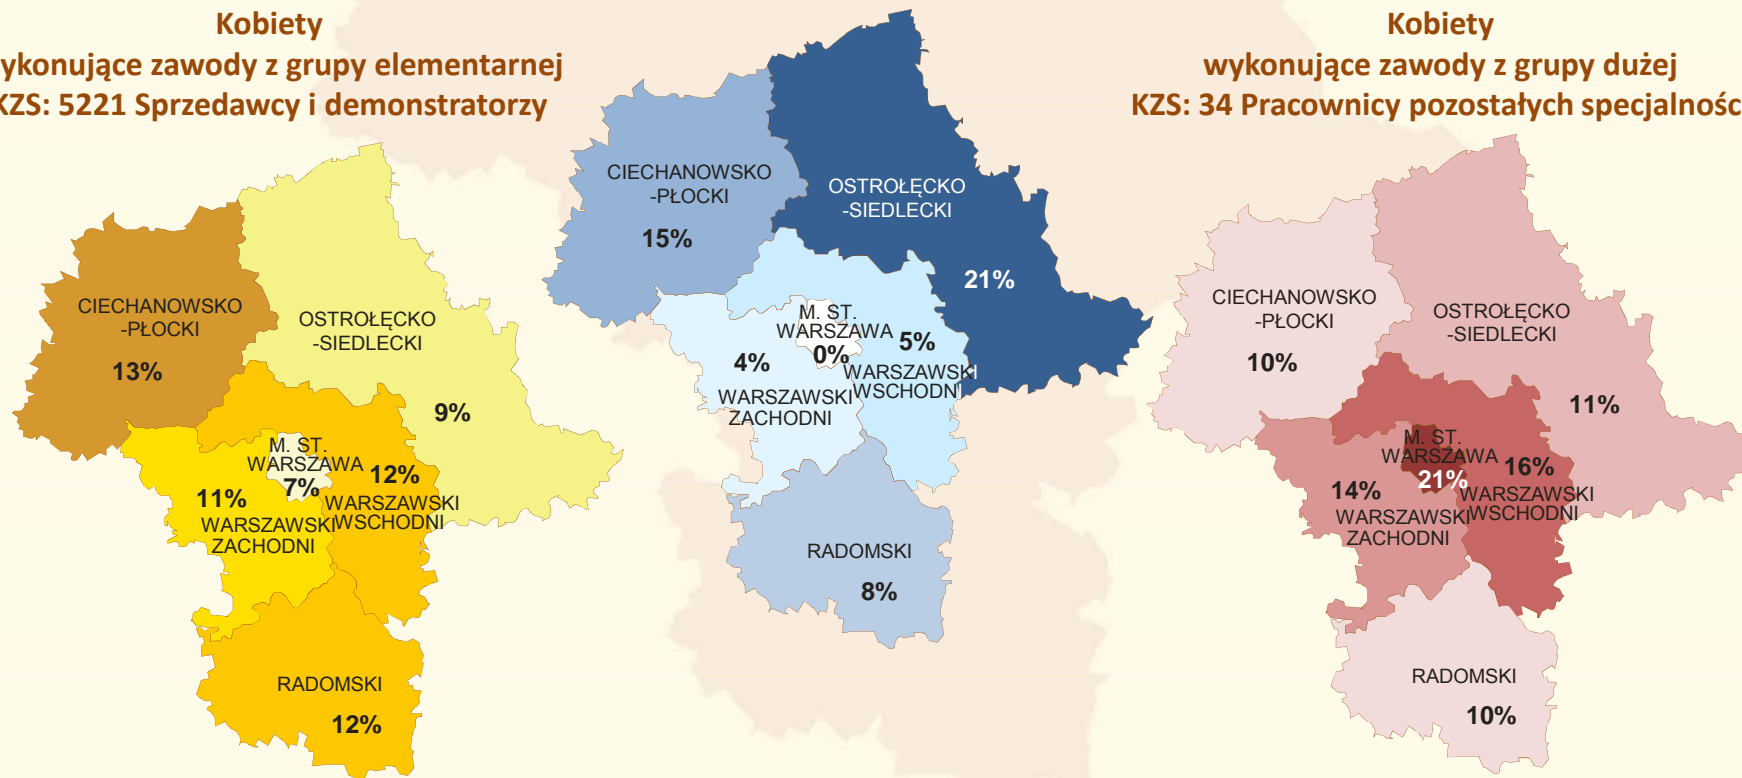 Kobiety
ykonujące zawody z grupy elementarnej
KZS: 5221 Sprzedawcy i demonstratorzy
CIECHANOWSKO
-PŁOCKI
13%
OSTROŁĘCKO
-SIEDLECKI
9%
M. ST.
WARSZAWA
7%
12%
WARSZAWSKI
WSCHODNI
11%
WARSZAWSKI
ZACHODNI
RADOMSKI
12%
CIECHANOWSKO
-PŁOCKI
15%
OSTROŁĘCKO
-SIEDLECKI
21%
M. ST.
WARSZAWA
0%
5%
WARSZAWSKI
WSCHODNI
4%
WARSZAWSKI
ZACHODNI
RADOMSKI
8%
Kobiety
wykonujące zawody z grupy dużej
KZS: 34 Pracownicy pozostałych specjalnośc
CIECHANOWSKO
-PŁOCKI
10%
OSTROŁĘCKO
-SIEDLECKI
11%
M. ST.
WARSZAWA
21%
16%
WARSZAWSKI
WSCHODNI
14%
WARSZAWSKI
ZACHODNI
RADOMSKI
10%